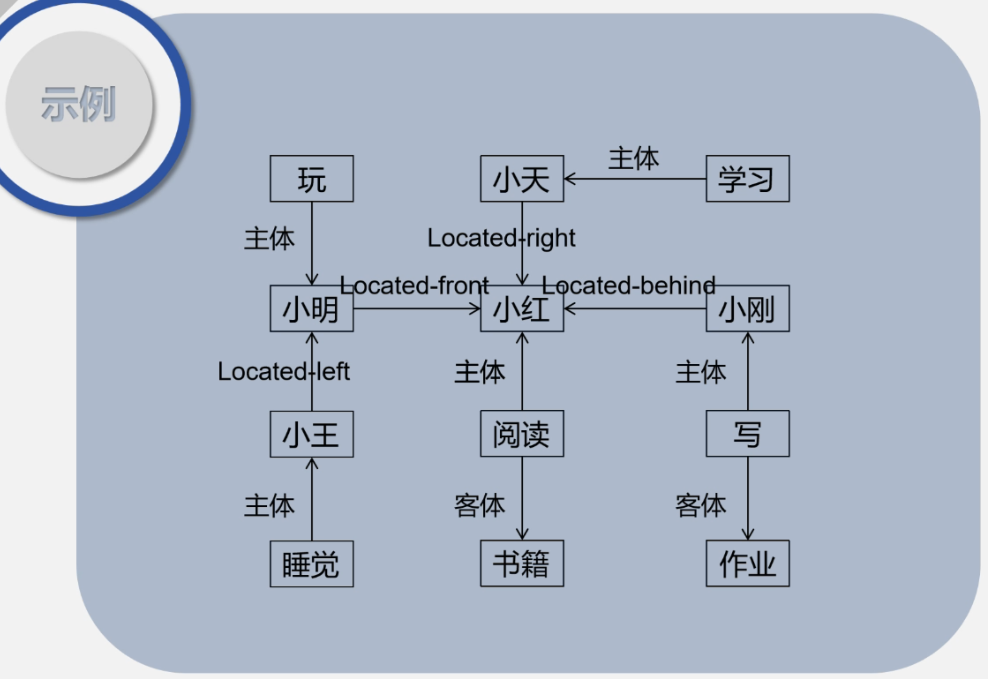 示例
玩
小天
主体
学习
主体
Located-right
Located-front
Located-behind
小明
小红
小刚
Located-left
主体
主体
小王
阅读
写
主体
客体
客体
睡觉
书籍
作业